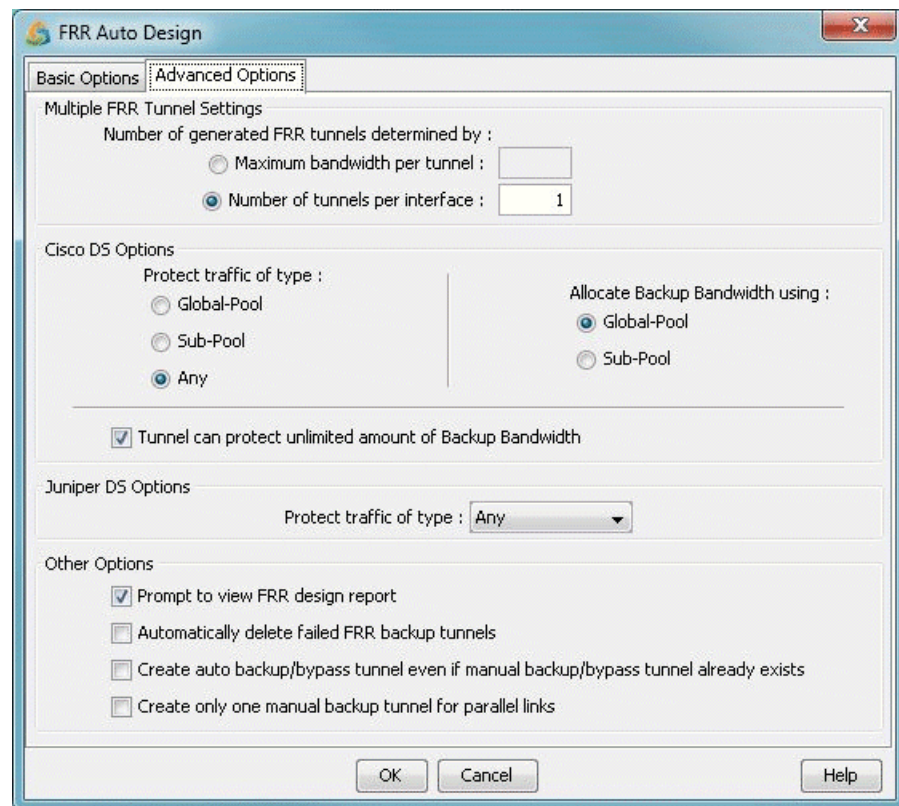 FRR Auto Design
Basic Options
Advanced Options
Multiple FRR Tunnel Settings
Number of generated FRR tunnels determined by :
Maximum bandwidth per tunnel :
Number of tunnels per interface : 1
Cisco DS Options
Protect traffic of type :
Global-Pool
Sub-Pool
Any
Allocate Backup Bandwidth using :
Global-Pool
Sub-Pool
Tunnel can protect unlimited amount of Backup Bandwidth
Juniper DS Options
Protect traffic of type : Any
Other Options
Prompt to view FRR design report
Automatically delete failed FRR backup tunnels
Create auto backup/bypass tunnel even if manual backup/bypass tunnel already exists
Create only one manual backup tunnel for parallel links
OK
Cancel
Help